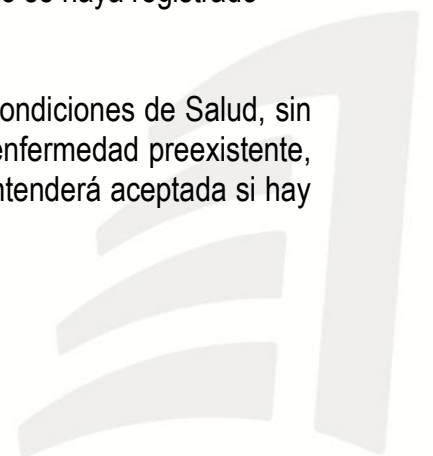 se haya registrado
ondiciones de Salud, sin
enfermedad preexistente,
ntenderá aceptada si hay